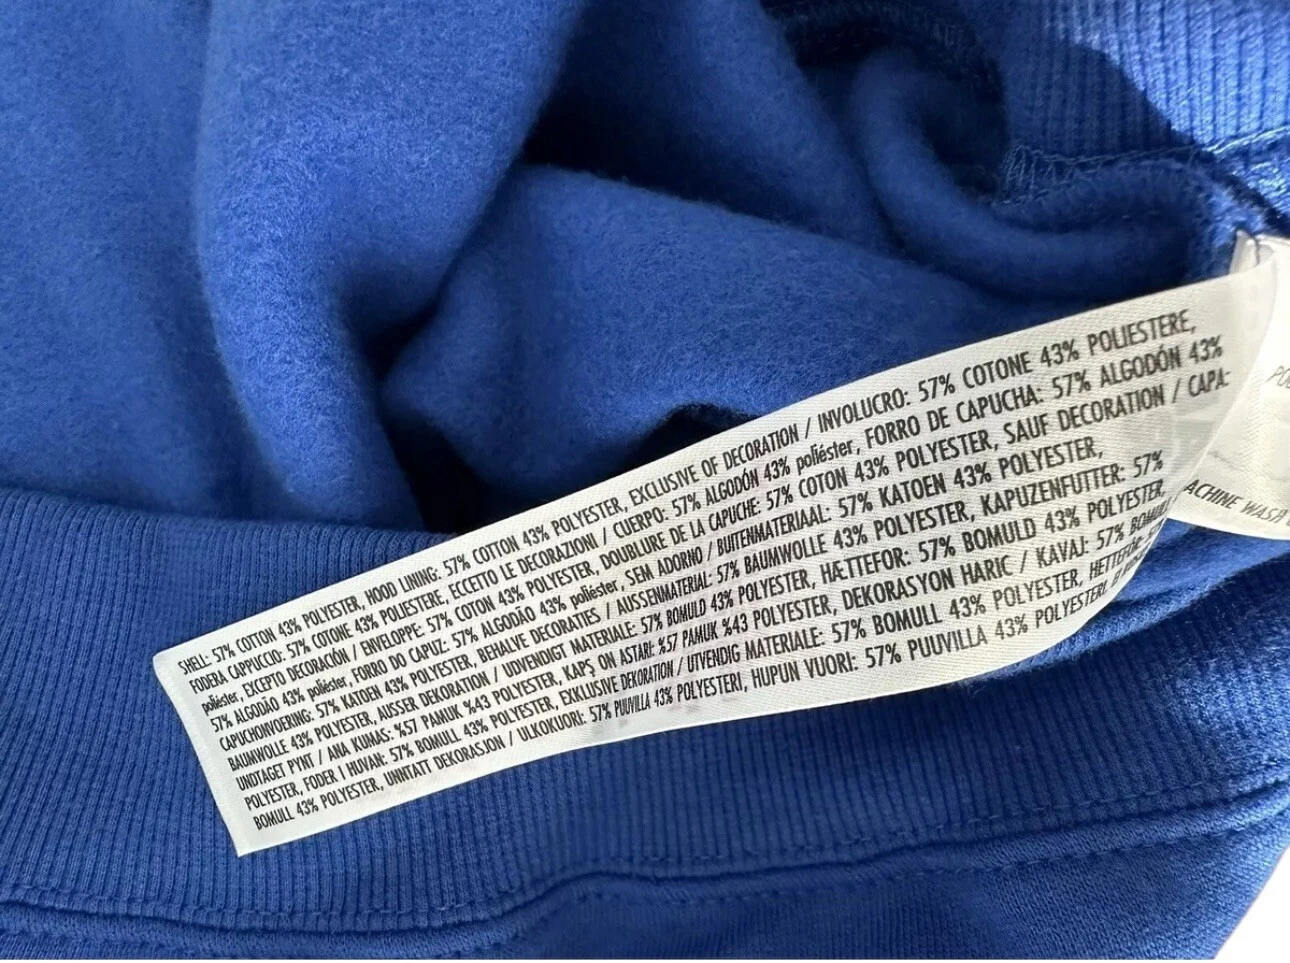 SHELL: 57% COTTON 43% POLYESTER, HOOD LINING: 57% COTTON 43% POLYESTER, EXCLUSIVE OF DECORATION / INVOLUCRO: 57% COTONE 43% POLIESTERE,
FODERA CAPPUCCIO: 57% COTONE 43% POLIESTERE, ECCETTO LE DECORAZIONI / CUERPO: 57% ALGODÓN 43% poliéster, FORRO DE CAPUCHA: 57% ALGODÓN 43%
poliéster, EXCEPTO DECORACIÓN / ENVELOPPE: 57% COTON 43% POLYESTER, DOUBLURE DE LA CAPUCHE: 57% COTON 43% POLYESTER, SAUF DECORATION / CAPA:
57% ALGODÃO 43% poliéster, FORRO DO CAPUZ: 57% ALGODÃO 43% poliéster, SEM ADORNO / BUITENMATERIAAL: 57% KATOEN 43% POLYESTER,
CAPUCHONVOERING: 57% KATOEN 43% POLYESTER, BEHALVE DECORATIES / AUSSENMATERIAL: 57% BAUMWOLLE 43% POLYESTER, KAPUZENFUTTER: 57%
BAUMWOLLE 43% POLYESTER, AUSSER DEKORATION / UDVENDIGT MATERIALE: 57% BOMULD 43% POLYESTER, HÆTTEFOR: 57% BOMULD 43% POLYESTER,
UNDTAGET PYNT / ANA KUMAS: %57 PAMUK %43 POLYESTER, KAPŞ ON ASTARI: %57 PAMUK %43 POLYESTER, DEKORASYON HARIC / KAVAJ: 57%
POLYESTER, FODER I HUVAN: 57% BOMULL 43% POLYESTER, EXKLUSIVE DEKORATION / UTVENDIG MATERIALE: 57% BOMULL 43% POLYESTER,
BOMULL 43% POLYESTER, UNNTATT DEKORASJON / ULKOKUORI: 57% PUUVILLA 43% POLYESTERI, HUPUN VUORI: 57% PUUVILLA 43% POLYESTERI,
ACHINE WASH